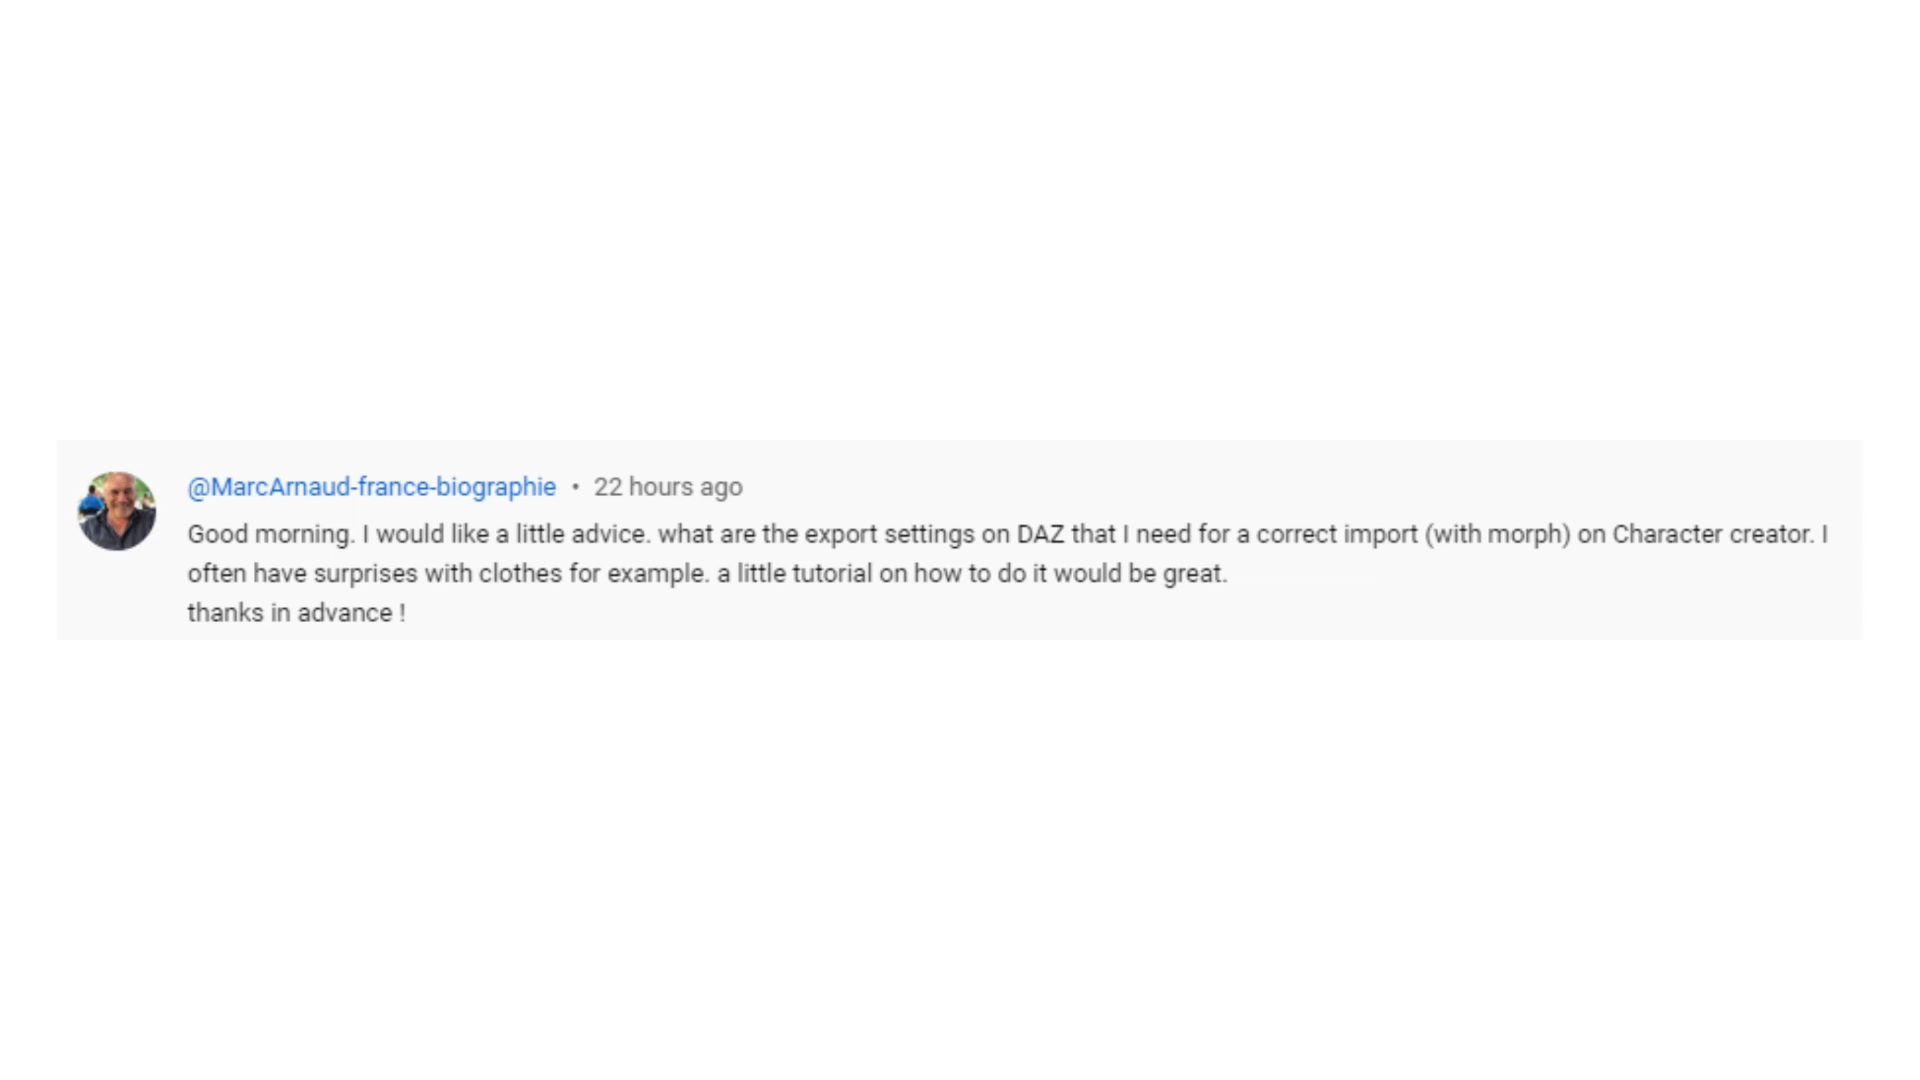 @MarcArnaud-france-biographie • 22 hours ago
Good morning. I would like a little advice. what are the export settings on DAZ that I need for a correct import (with morph) on Character creator. I
often have surprises with clothes for example. a little tutorial on how to do it would be great.
thanks in advance !